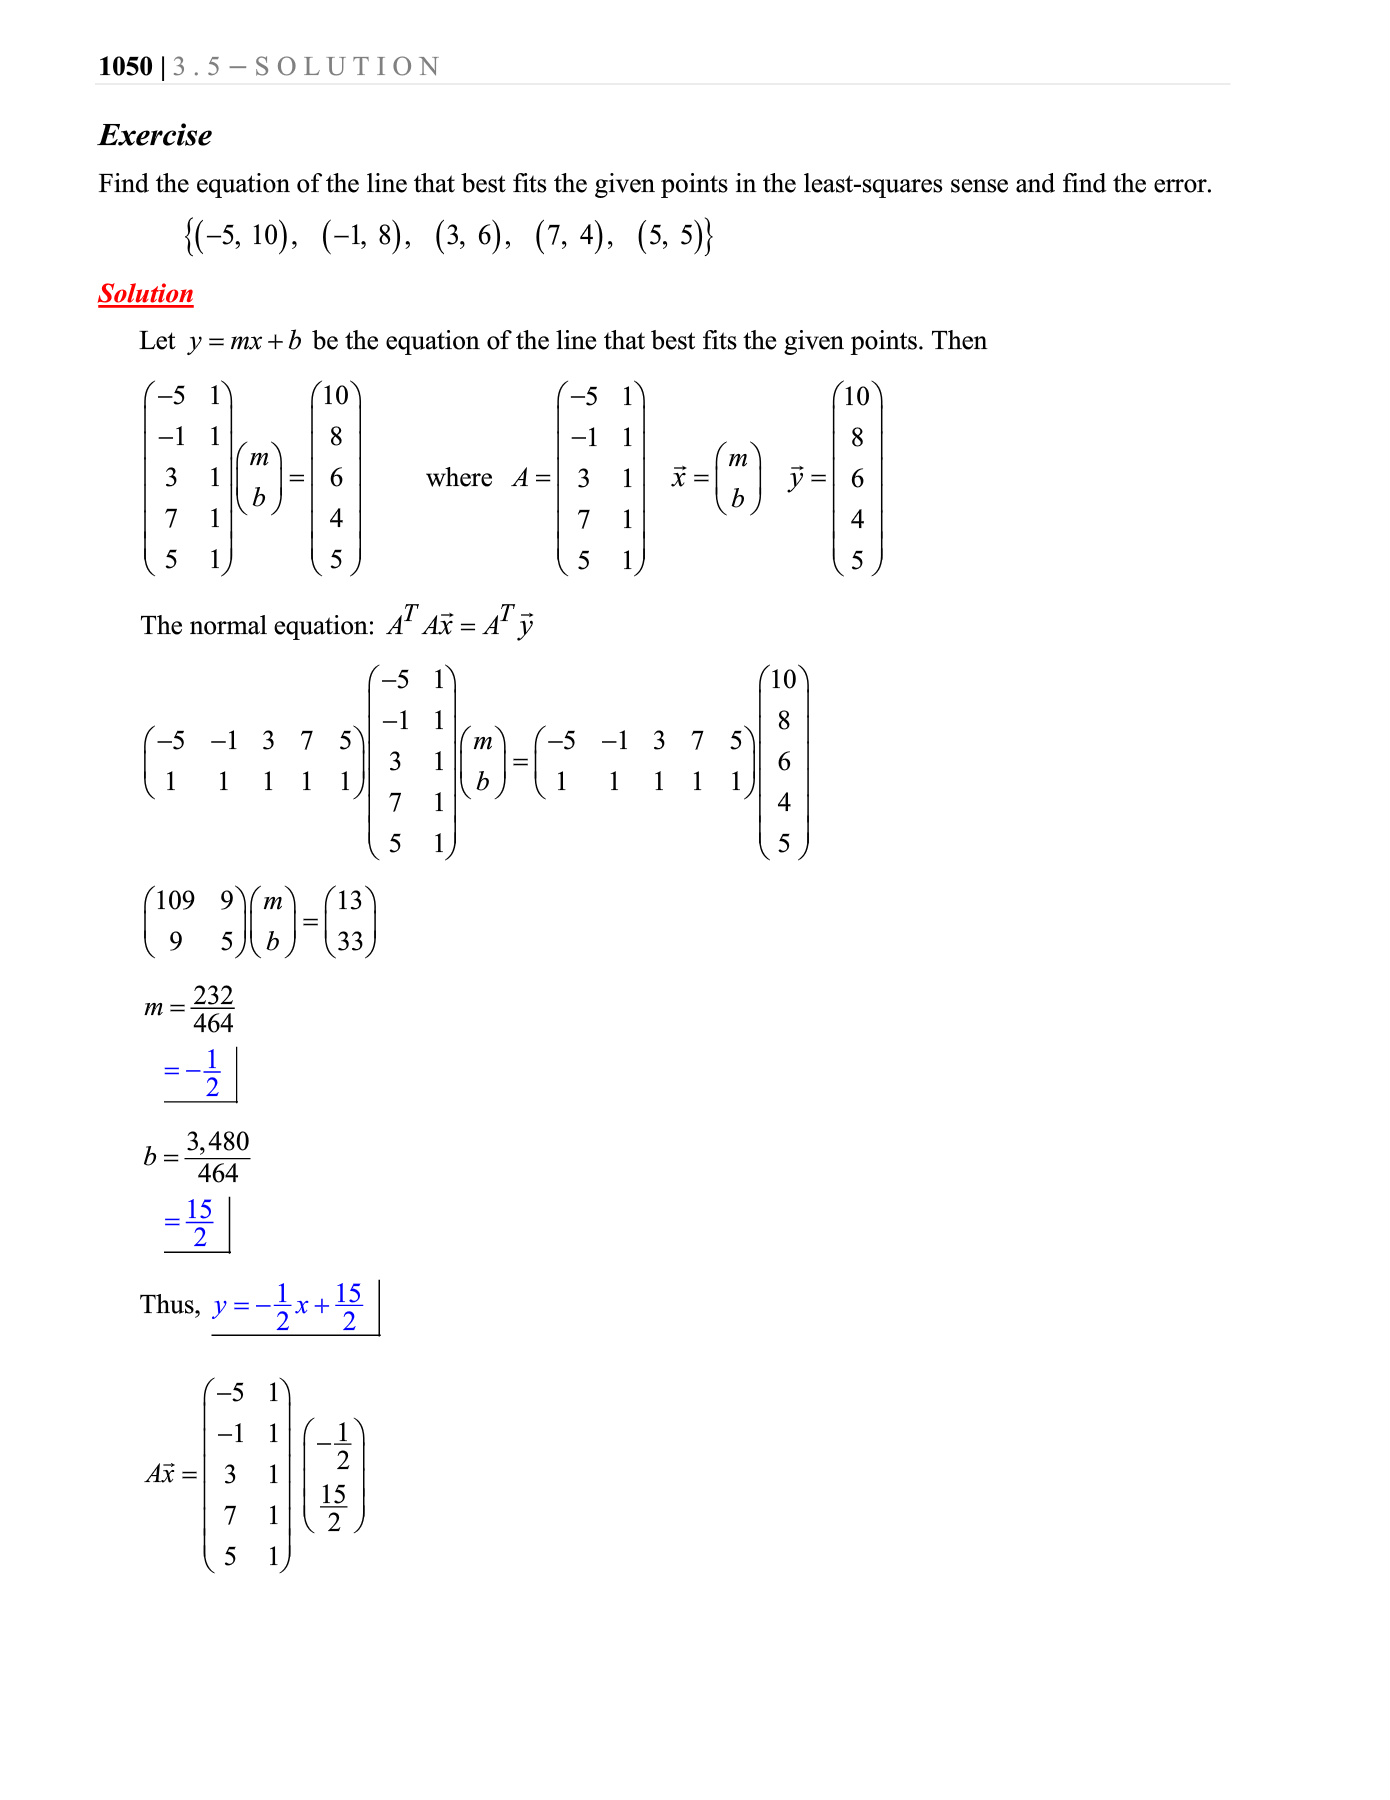 1050 | 3 . 5 – S O L U T I O N
Exercise
Find the equation of the line that best fits the given points in the least-squares sense and find the error.
{(−5, 10), (−1, 8), (3, 6), (7, 4), (5, 5)}
Solution
Let y = mx + b be the equation of the line that best fits the given points. Then
\begin{pmatrix} -5 & 1 \\ -1 & 1 \\ 3 & 1 \\ 7 & 1 \\ 5 & 1 \end{pmatrix} \begin{pmatrix} m \\ b \end{pmatrix} = \begin{pmatrix} 10 \\ 8 \\ 6 \\ 4 \\ 5 \end{pmatrix} where A = \begin{pmatrix} -5 & 1 \\ -1 & 1 \\ 3 & 1 \\ 7 & 1 \\ 5 & 1 \end{pmatrix} \vec{x} = \begin{pmatrix} m \\ b \end{pmatrix} \vec{y} = \begin{pmatrix} 10 \\ 8 \\ 6 \\ 4 \\ 5 \end{pmatrix}
The normal equation: A^T A\vec{x} = A^T \vec{y}
\begin{pmatrix} -5 & -1 & 3 & 7 & 5 \\ 1 & 1 & 1 & 1 & 1 \end{pmatrix} \begin{pmatrix} -5 & 1 \\ -1 & 1 \\ 3 & 1 \\ 7 & 1 \\ 5 & 1 \end{pmatrix} \begin{pmatrix} m \\ b \end{pmatrix} = \begin{pmatrix} -5 & -1 & 3 & 7 & 5 \\ 1 & 1 & 1 & 1 & 1 \end{pmatrix} \begin{pmatrix} 10 \\ 8 \\ 6 \\ 4 \\ 5 \end{pmatrix}
\begin{pmatrix} 109 & 9 \\ 9 & 5 \end{pmatrix} \begin{pmatrix} m \\ b \end{pmatrix} = \begin{pmatrix} 13 \\ 33 \end{pmatrix}
m = \frac{232}{464}
= -\frac{1}{2}
b = \frac{3,480}{464}
= \frac{15}{2}
Thus, y = -\frac{1}{2}x + \frac{15}{2}
A\vec{x} = \begin{pmatrix} -5 & 1 \\ -1 & 1 \\ 3 & 1 \\ 7 & 1 \\ 5 & 1 \end{pmatrix} \begin{pmatrix} -\frac{1}{2} \\ \frac{15}{2} \end{pmatrix}